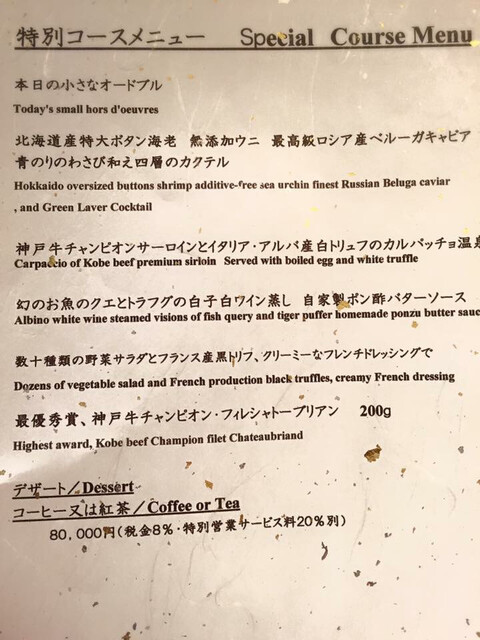 特別コースメニュー Special Course Menu
本日の小さなオードブル
Today's small hors d'oeuvres
北海道産特大ボタン海老 無添加ウニ 最高級ロシア産ベルーガキャビア
青のりのわさび和え四層のカクテル
Hokkaido oversized buttons shrimp additive-free sea urchin finest Russian Beluga caviar
, and Green Laver Cocktail
神戸牛チャンピオンサーロインとイタリア・アルバ産白トリュフのカルパッチョ温泉
Carpaccio of Kobe beef premium sirloin Served with boiled egg and white truffle
幻のお魚のクエとトラフグの白子白ワイン蒸し 自家製ポン酢バターソース
Albino white wine steamed visions of fish query and tiger puffer homemade ponzu butter sauc
数十種類の野菜サラダとフランス産黒トリフ、クリーミーなフレンチドレッシングで
Dozens of vegetable salad and French production black truffles, creamy French dressing
最優秀賞、神戸牛チャンピオン・フィレシャトーブリアン 200g
Highest award, Kobe beef Champion filet Chateaubriand
デザート／Dessert
コーヒー又は紅茶／Coffee or Tea
80,000円（税金8%・特別営業サービス料20%別）